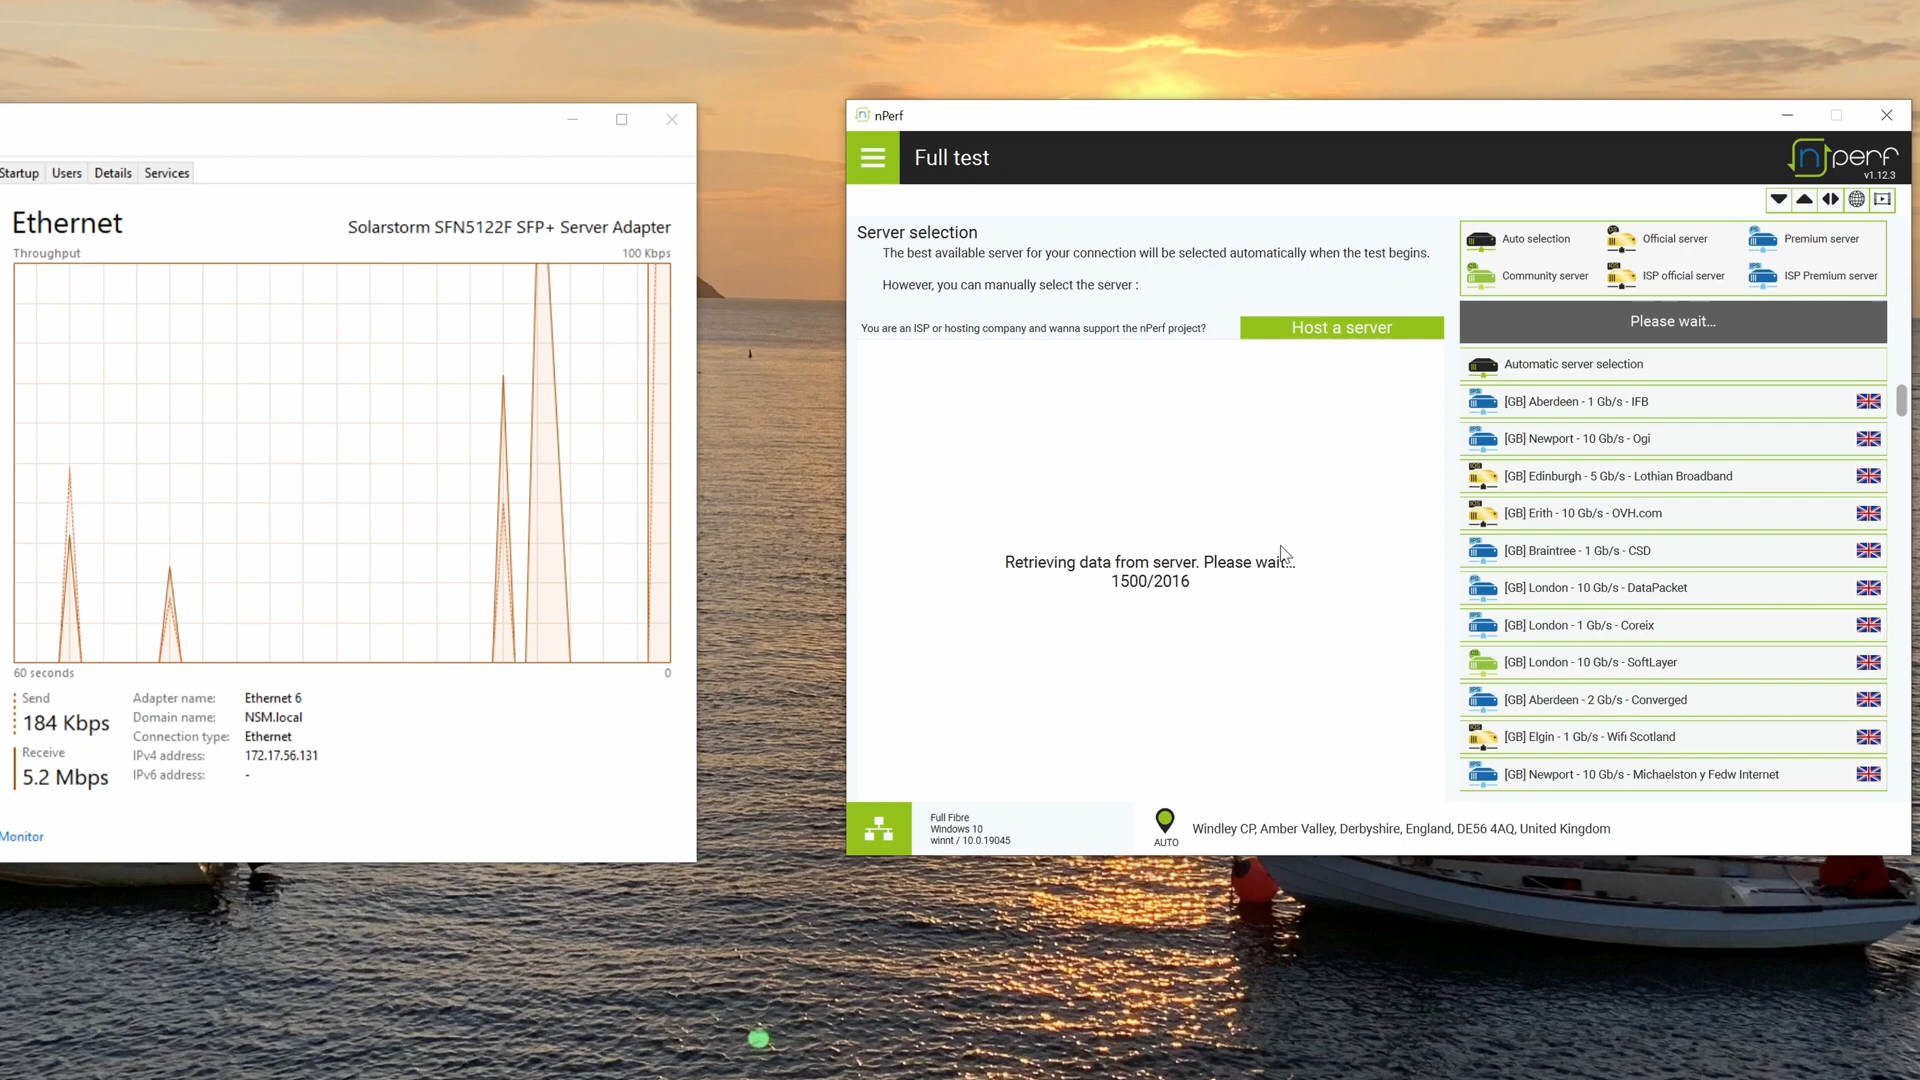 Startup Users Details Services
Ethernet
Solarstorm SFN5122F SFP+ Server Adapter
Throughput
100 Kbps
60 seconds
0
Send
184 Kbps
Receive
5.2 Mbps
Adapter name: Ethernet 6
Domain name: NSM.local
Connection type: Ethernet
IPv4 address: 172.17.56.131
IPv6 address: -
Monitor
nPerf
Full test
nperf
v1.12.3
Server selection
The best available server for your connection will be selected automatically when the test begins.
However, you can manually select the server :
You are an ISP or hosting company and wanna support the nPerf project?
Host a server
Retrieving data from server. Please wait...
1500/2016
Auto selection
Official server
Premium server
Community server
ISP official server
ISP Premium server
Please wait...
Automatic server selection
[GB] Aberdeen - 1 Gb/s - IFB
[GB] Newport - 10 Gb/s - Ogi
[GB] Edinburgh - 5 Gb/s - Lothian Broadband
[GB] Erith - 10 Gb/s - OVH.com
[GB] Braintree - 1 Gb/s - CSD
[GB] London - 10 Gb/s - DataPacket
[GB] London - 1 Gb/s - Coreix
[GB] London - 10 Gb/s - SoftLayer
[GB] Aberdeen - 2 Gb/s - Converged
[GB] Elgin - 1 Gb/s - Wifi Scotland
[GB] Newport - 10 Gb/s - Michaelston y Fedw Internet
Full Fibre
Windows 10
winnt / 10.0.19045
AUTO
Windley CP, Amber Valley, Derbyshire, England, DE56 4AQ, United Kingdom